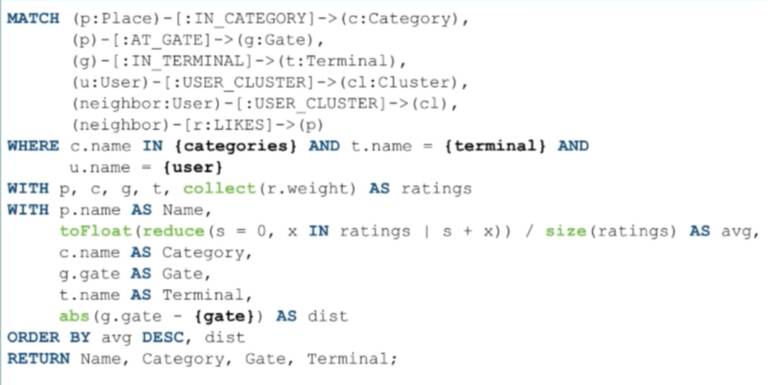 MATCH (p:Place)-[:IN_CATEGORY]->(c:Category),
(p)-[:AT_GATE]->(g:Gate),
(g)-[:IN_TERMINAL]->(t:Terminal),
(u:User)-[:USER_CLUSTER]->(cl:Cluster),
(neighbor:User)-[:USER_CLUSTER]->(cl),
(neighbor)-[r:LIKES]->(p)
WHERE c.name IN {categories} AND t.name = {terminal} AND
u.name = {user}
WITH p, c, g, t, collect(r.weight) AS ratings
WITH p.name AS Name,
toFloat(reduce(s = 0, x IN ratings | s + x)) / size(ratings) AS avg,
c.name AS Category,
g.gate AS Gate,
t.name AS Terminal,
abs(g.gate - {gate}) AS dist
ORDER BY avg DESC, dist
RETURN Name, Category, Gate, Terminal;